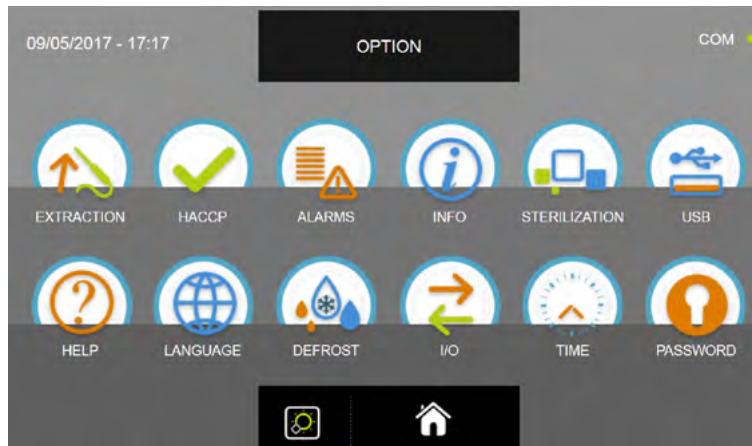 09/05/2017 - 17:17
OPTION
COM
EXTRACTION
HACCP
ALARMS
INFO
STERILIZATION
USB
HELP
LANGUAGE
DEFROST
I/O
TIME
PASSWORD